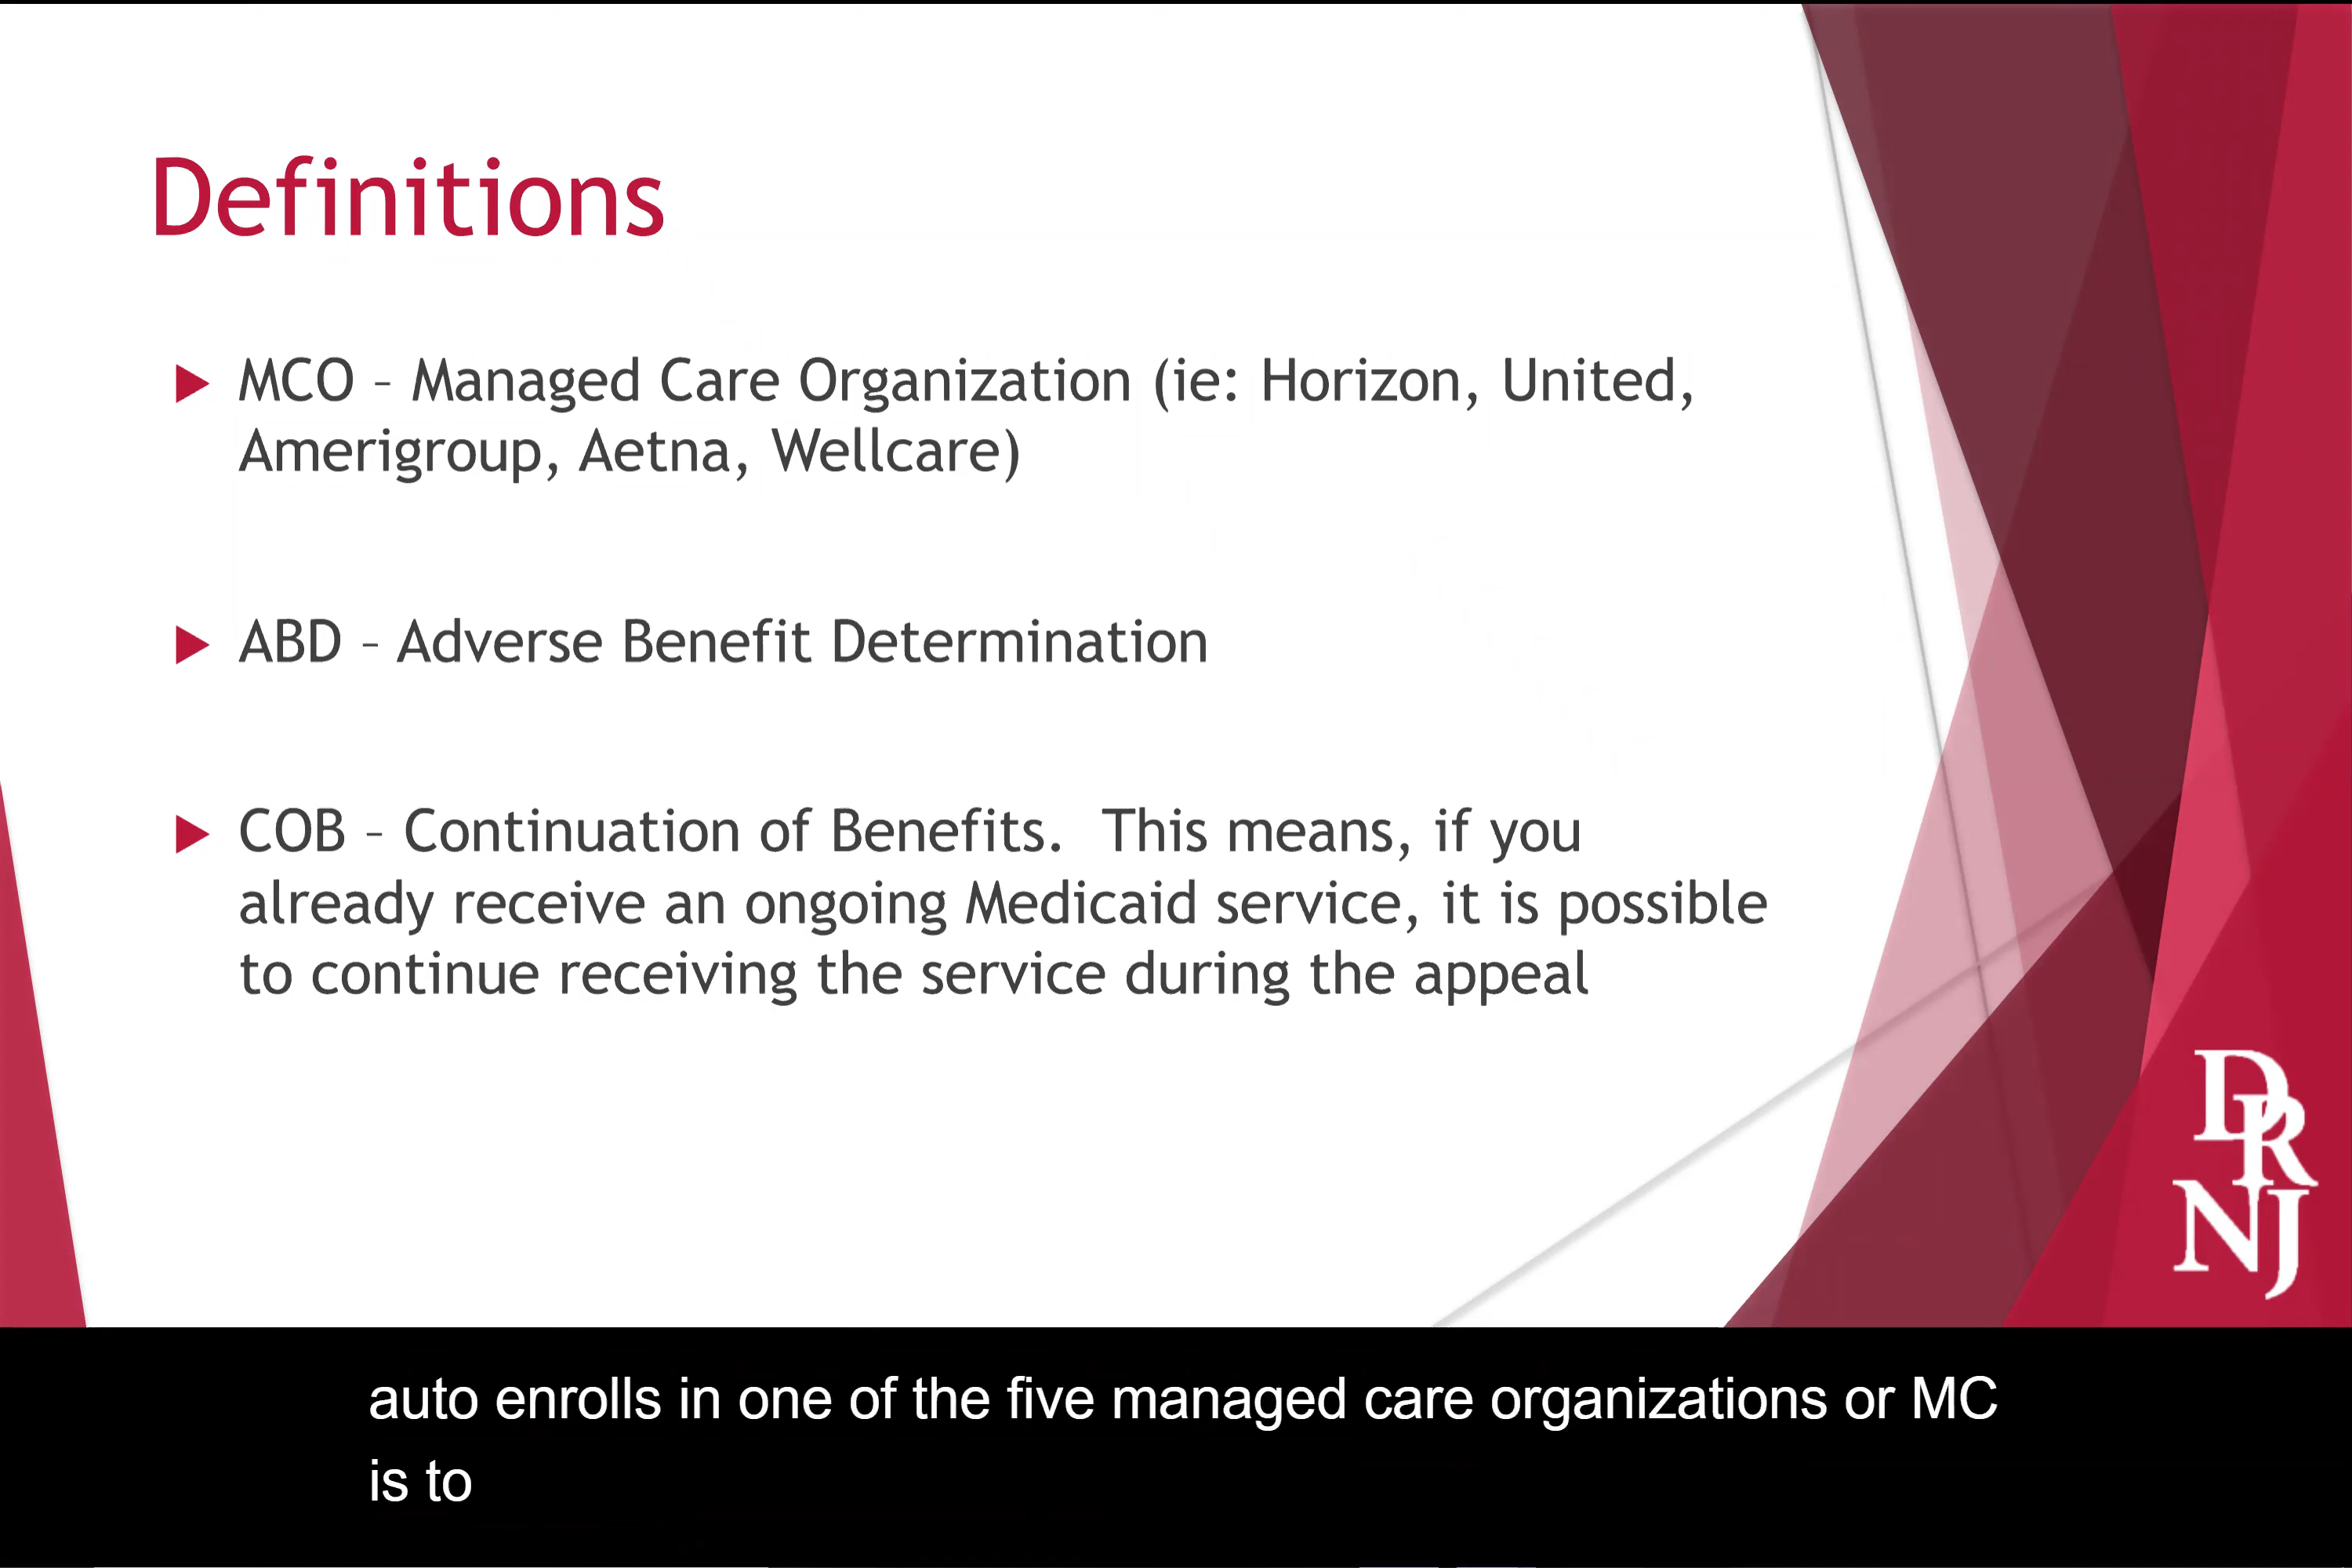 Definitions
MCO – Managed Care Organization (ie: Horizon, United,
Amerigroup, Aetna, Wellcare)
ABD – Adverse Benefit Determination
COB – Continuation of Benefits.  This means, if you
already receive an ongoing Medicaid service, it is possible
to continue receiving the service during the appeal
DR
NJ
auto enrolls in one of the five managed care organizations or MC
is to